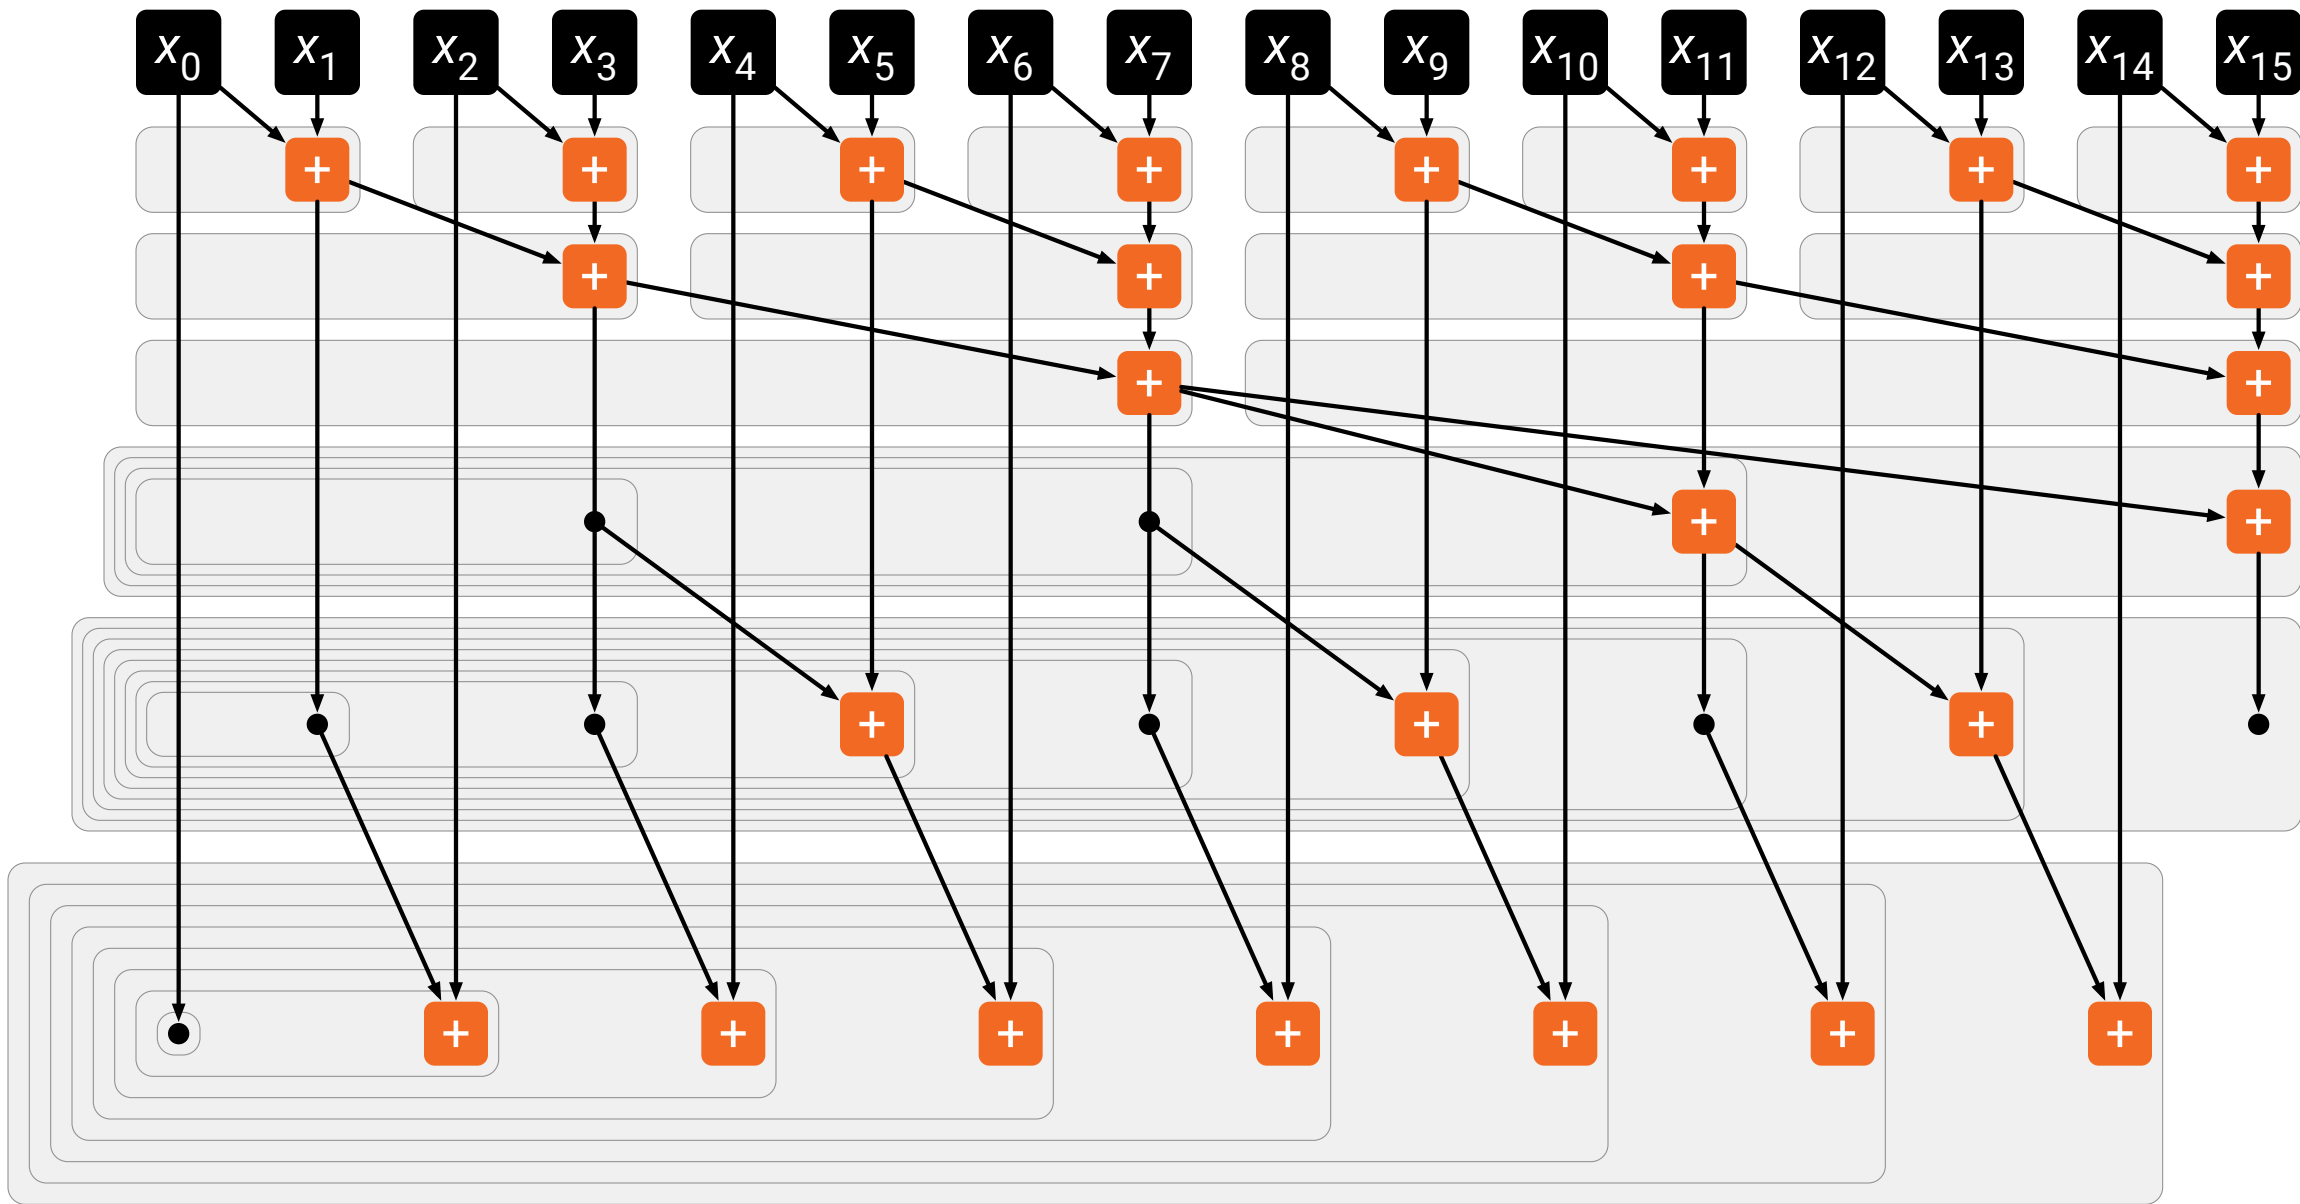 x0 x1 x2 x3 x4 x5 x6 x7 x8 x9 x10 x11 x12 x13 x14 x15
+ + + + + + + +
+ + + +
+ +
+ +
+ + +
+ + + + + + +